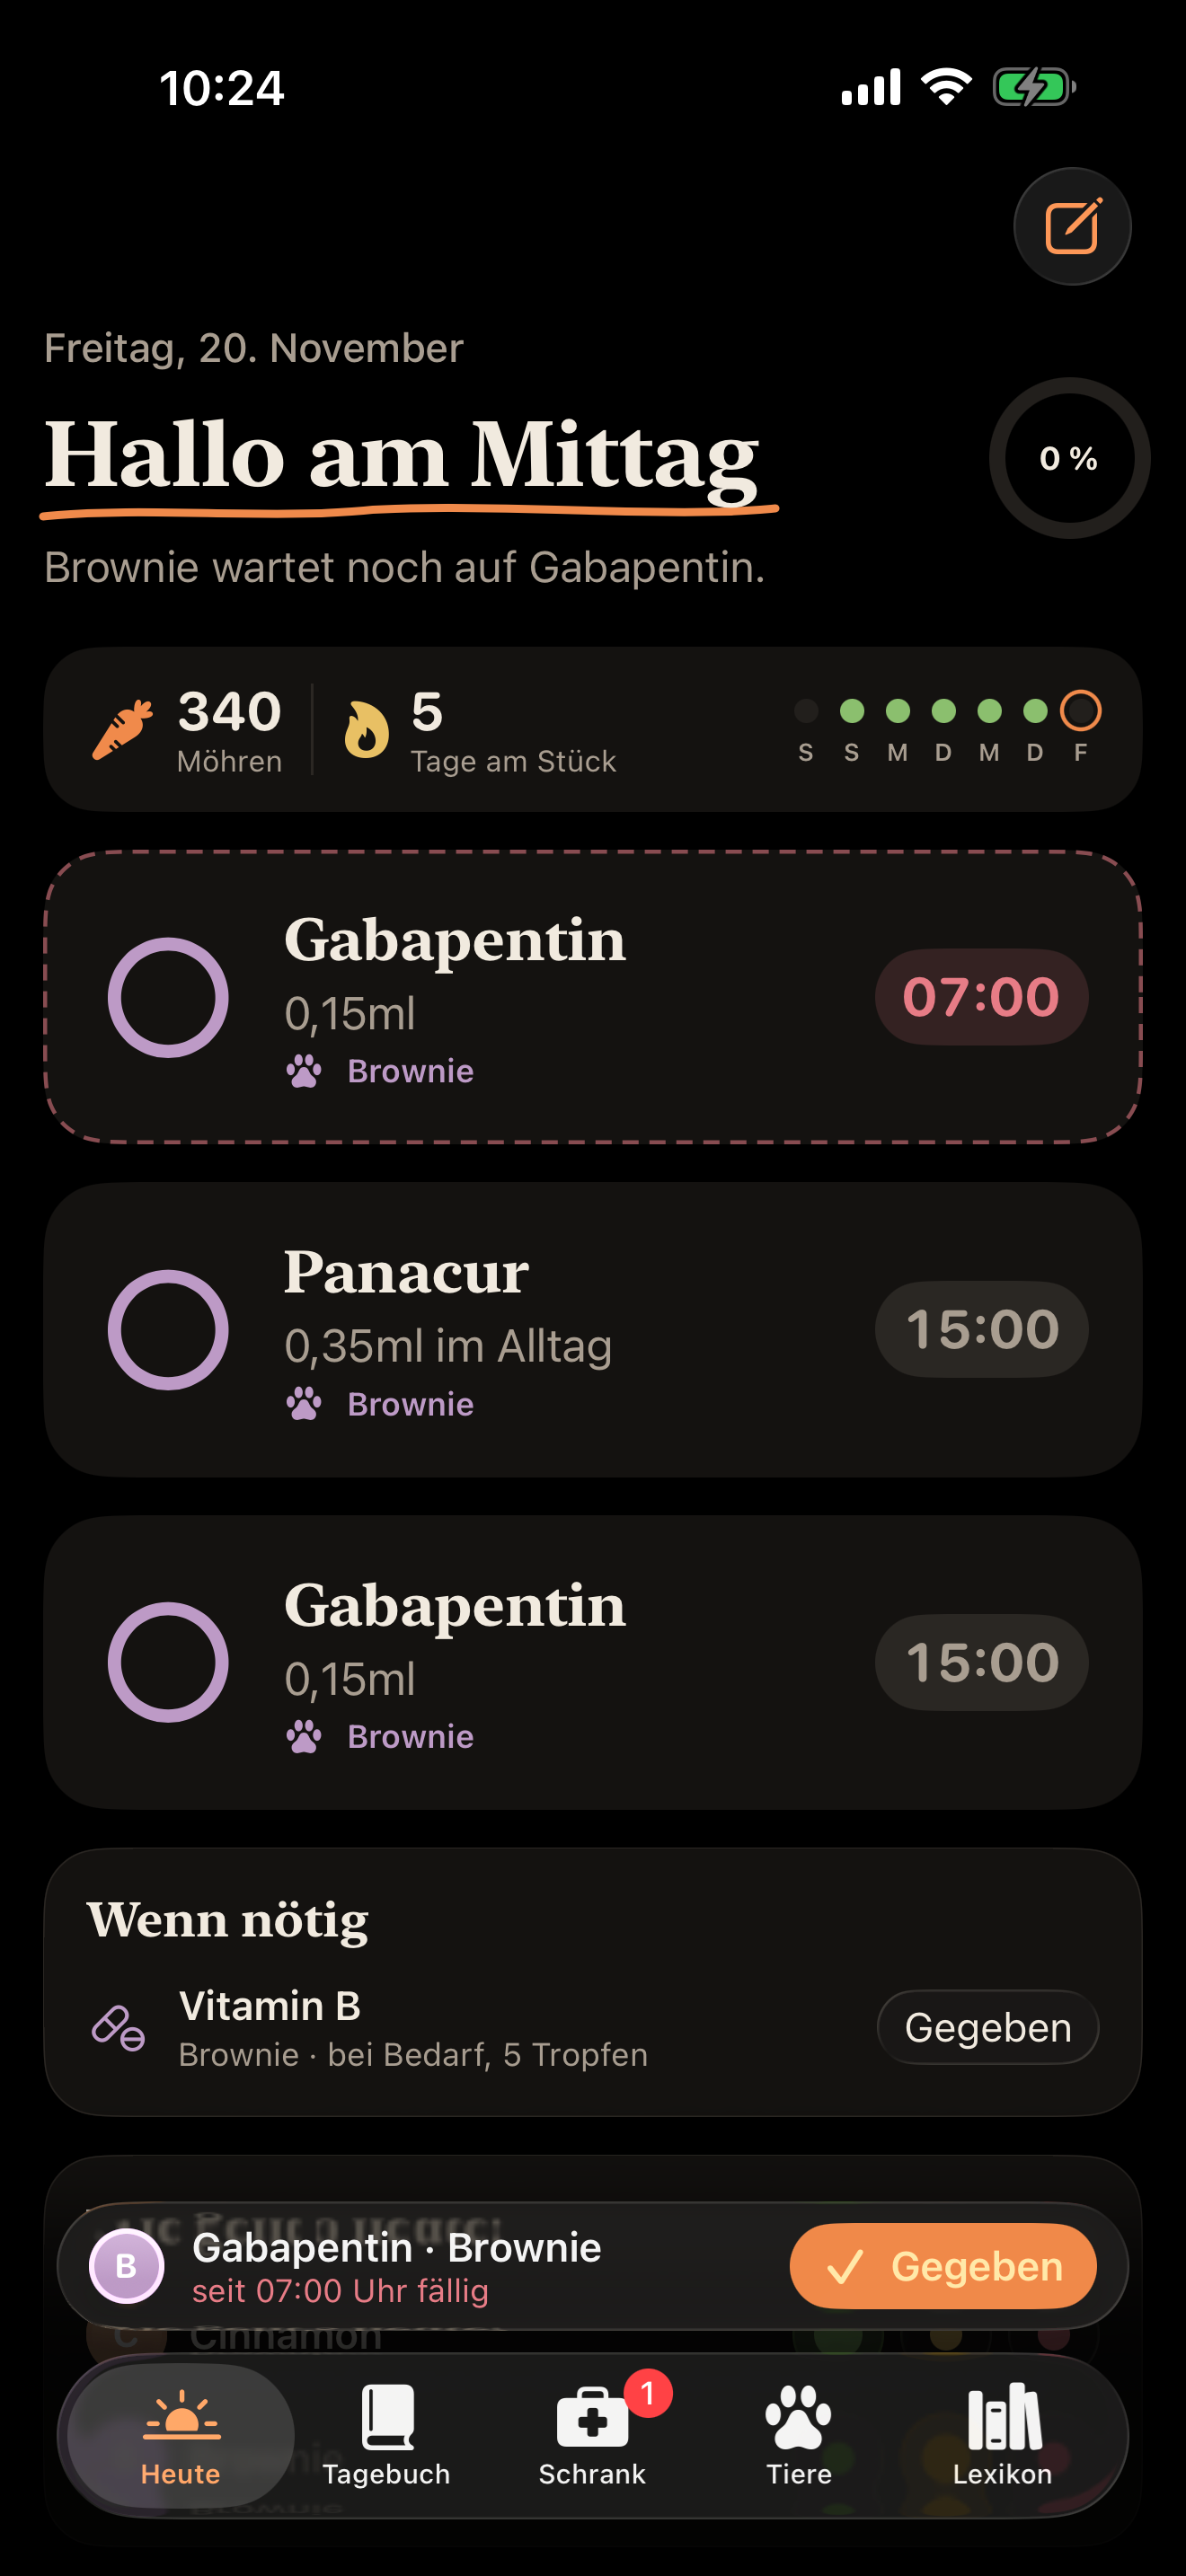 10:24
Freitag, 20. November
Hallo am Mittag
0 %
Brownie wartet noch auf Gabapentin.
340
Möhren
5
Tage am Stück
S S M D M D F
Gabapentin
0,15ml
Brownie
07:00
Panacur
0,35ml im Alltag
Brownie
15:00
Gabapentin
0,15ml
Brownie
15:00
Wenn nötig
Vitamin B
Brownie · bei Bedarf, 5 Tropfen
Gegeben
B
Gabapentin · Brownie
seit 07:00 Uhr fällig
Gegeben
C
Cinnamon
Heute
Tagebuch
Schrank
1
Tiere
Lexikon